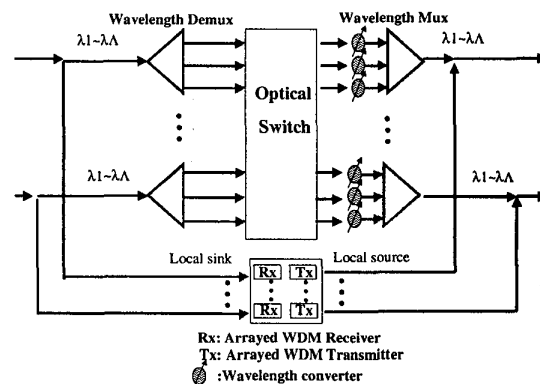 Wavelength Demux
Wavelength Mux
λ1~λΛ
λ1~λΛ
Optical
Switch
λ1~λΛ
λ1~λΛ
Local sink
Local source
Rx Tx
Rx Tx
Rx: Arrayed WDM Receiver
Tx: Arrayed WDM Transmitter
:Wavelength converter